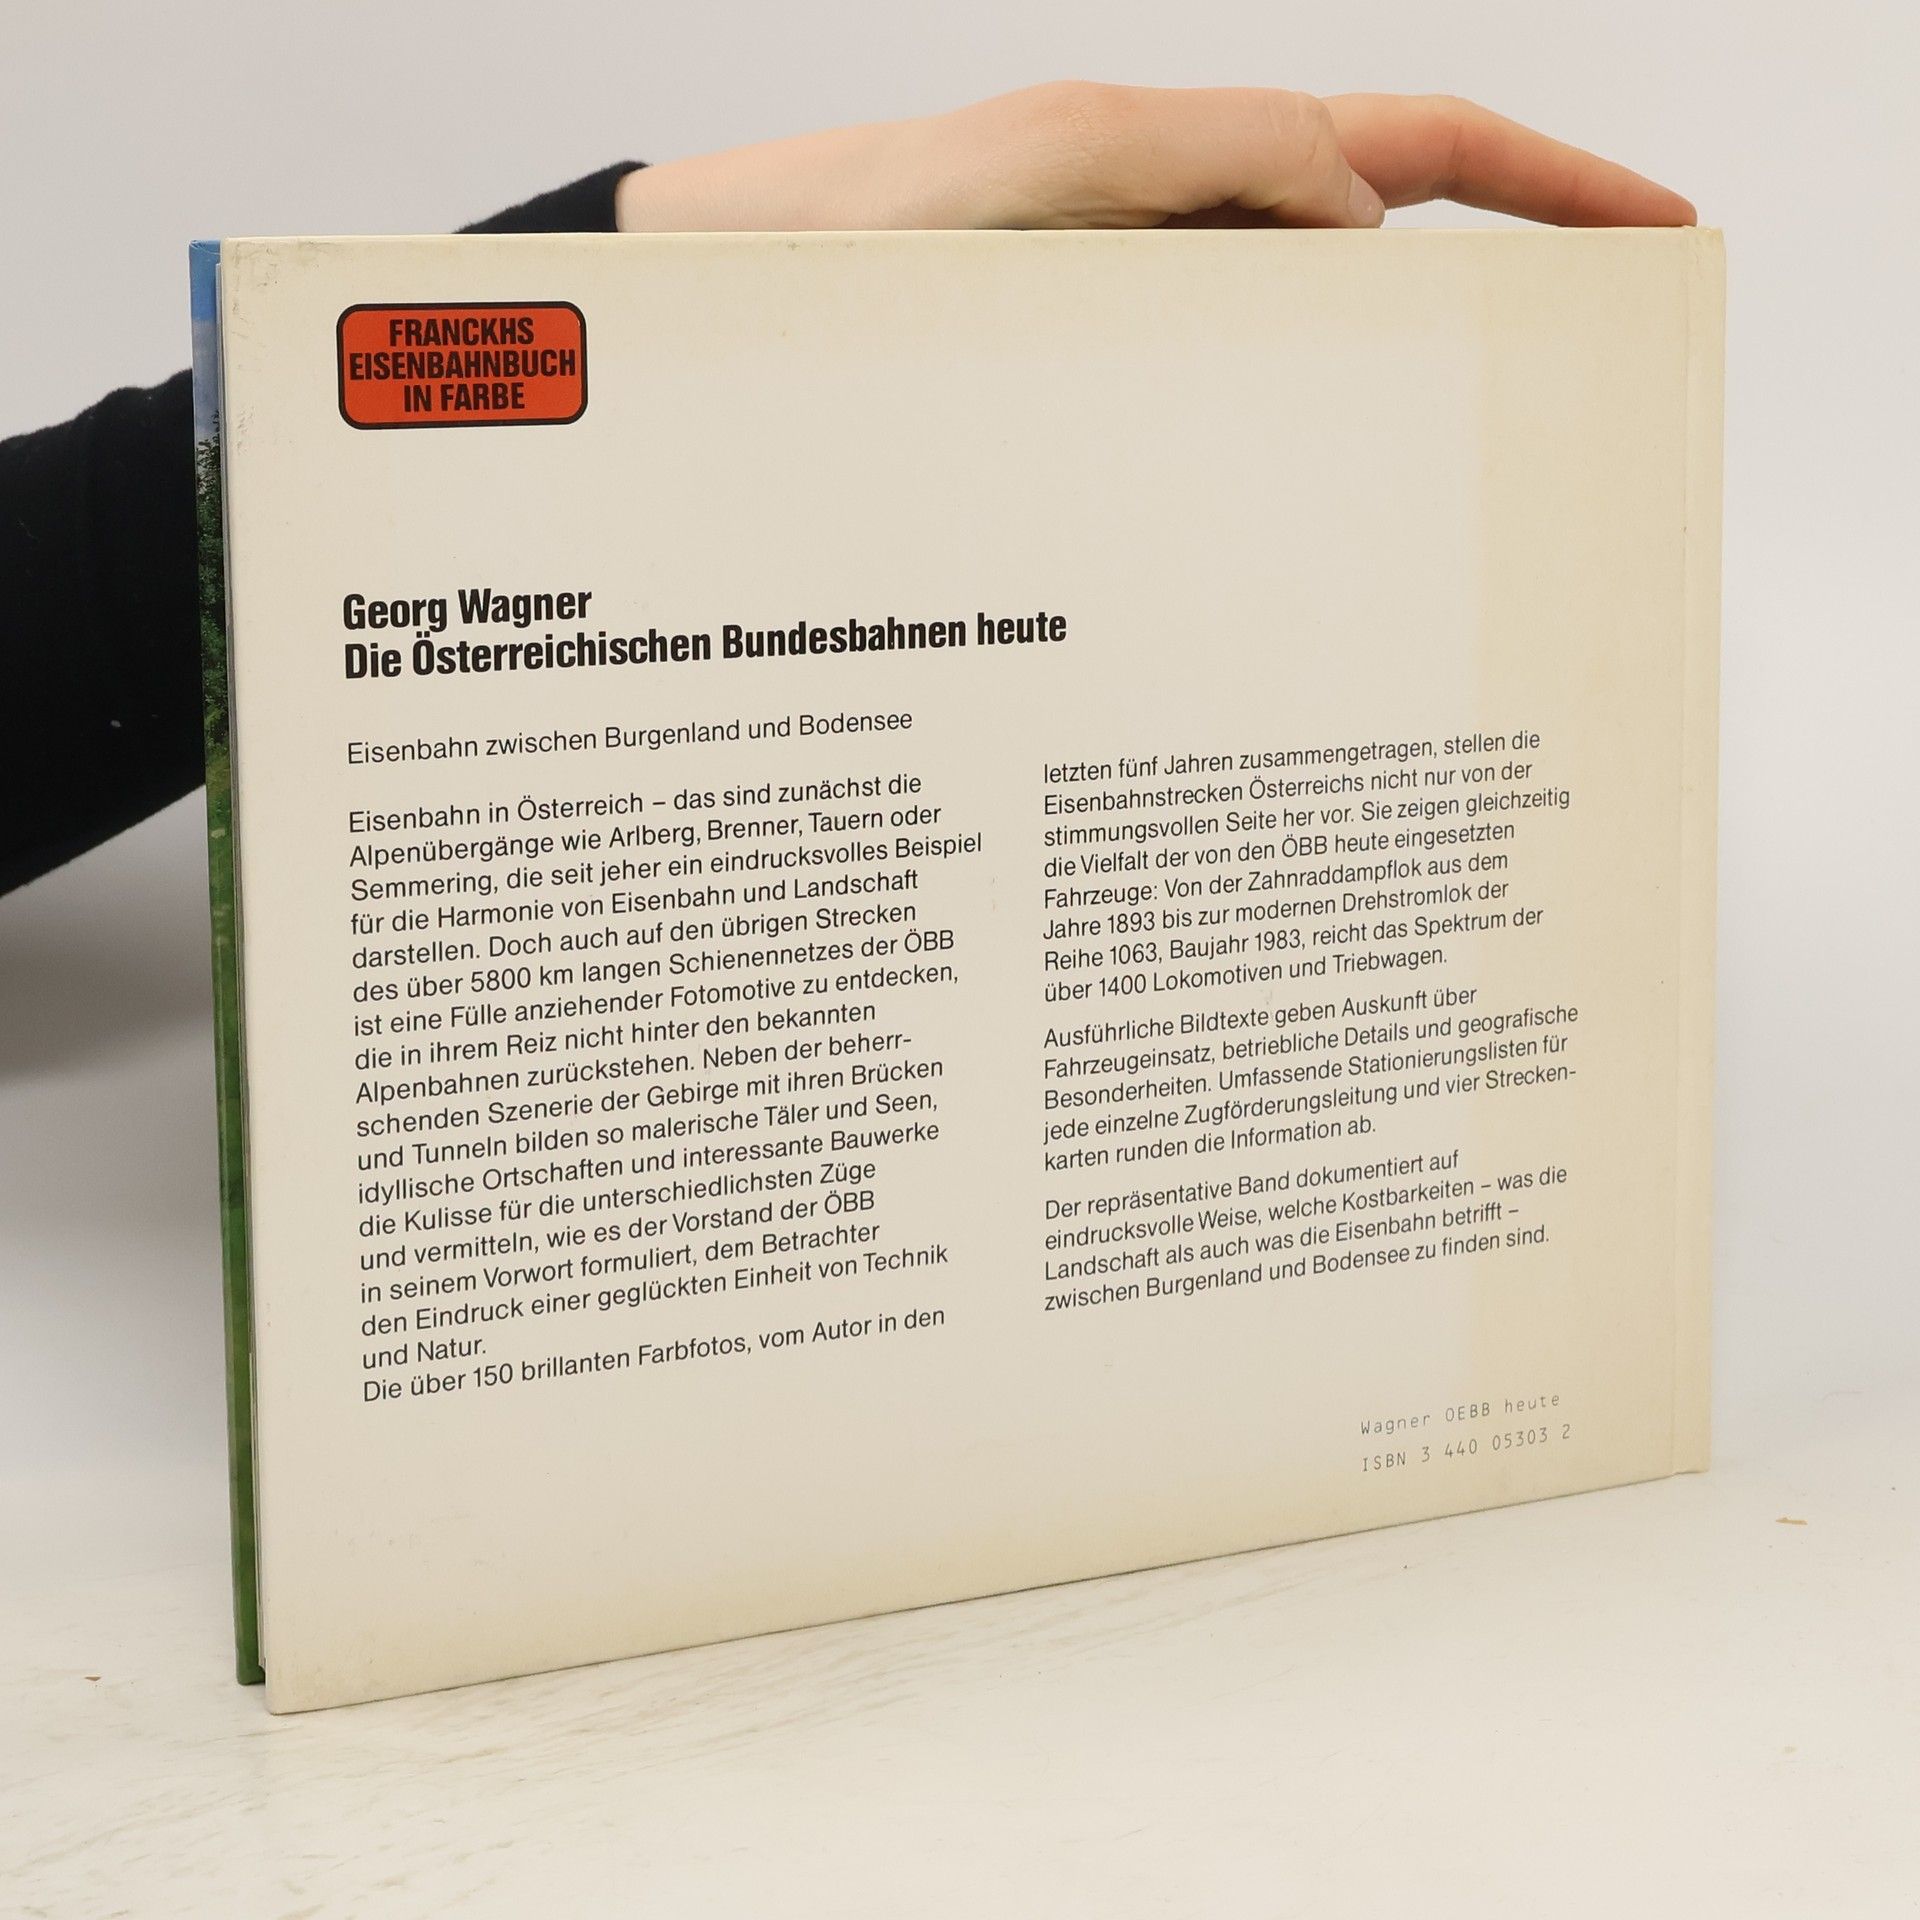 FRANCKHS
EISENBAHNBUCH
IN FARBE
Georg Wagner
Die Österreichischen Bundesbahnen heute
Eisenbahn zwischen Burgenland und Bodensee
Eisenbahn in Österreich – das sind zunächst die
Alpenübergänge wie Arlberg, Brenner, Tauern oder
Semmering, die seit jeher ein eindrucksvolles Beispiel
für die Harmonie von Eisenbahn und Landschaft
darstellen. Doch auch auf den übrigen Strecken
des über 5800 km langen Schienennetzes der ÖBB
ist eine Fülle anziehender Fotomotive zu entdecken,
die in ihrem Reiz nicht hinter den bekannten
Alpenbahnen zurückstehen. Neben der beherr-
schenden Szenerie der Gebirge mit ihren Brücken
und Tunneln bilden so malerische Täler und Seen,
idyllische Ortschaften und interessante Bauwerke
die Kulisse für die unterschiedlichsten Züge
und vermitteln, wie es der Vorstand der ÖBB
in seinem Vorwort formuliert, dem Betrachter
den Eindruck einer geglückten Einheit von Technik
und Natur.
Die über 150 brillanten Farbfotos, vom Autor in den
letzten fünf Jahren zusammengetragen, stellen die
Eisenbahnstrecken Österreichs nicht nur von der
stimmungsvollen Seite her vor. Sie zeigen gleichzeitig
die Vielfalt der von den ÖBB heute eingesetzten
Fahrzeuge: Von der Zahnraddampflok aus dem
Jahre 1893 bis zur modernen Drehstromlok der
Reihe 1063, Baujahr 1983, reicht das Spektrum der
über 1400 Lokomotiven und Triebwagen.
Ausführliche Bildtexte geben Auskunft über
Fahrzeugeinsatz, betriebliche Details und geografische
Besonderheiten. Umfassende Stationierungslisten für
jede einzelne Zugförderungsleitung und vier Strecken-
karten runden die Information ab.
Der repräsentative Band dokumentiert auf
eindrucksvolle Weise, welche Kostbarkeiten – was die
Landschaft als auch was die Eisenbahn betrifft –
zwischen Burgenland und Bodensee zu finden sind.
Wagner OEBB heute
ISBN 3 440 05303 2